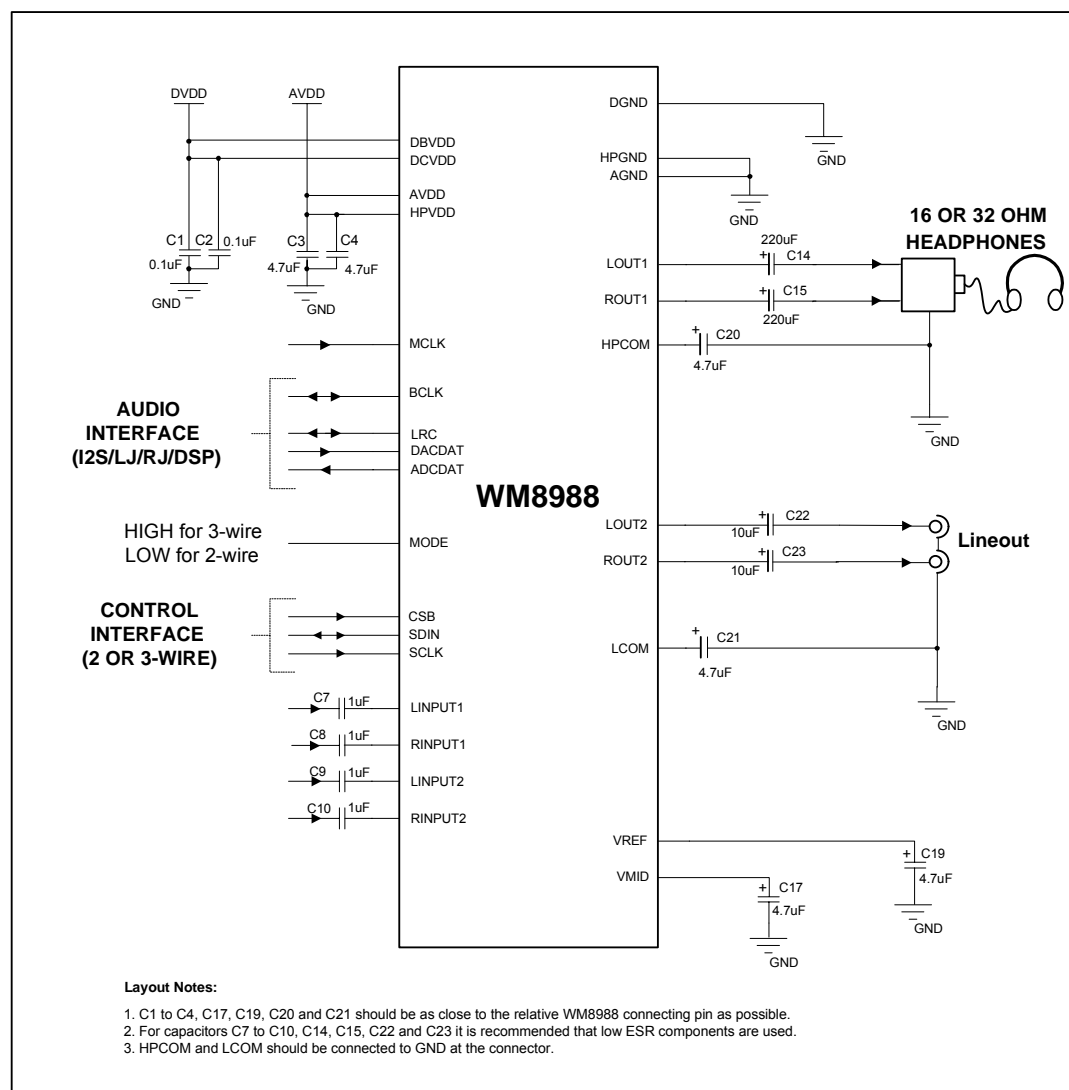 DVDD
AVDD
DBVDD
DCVDD
AVDD
HPVDD
C1
C2
0.1uF
0.1uF
GND
C3
C4
4.7uF
4.7uF
GND
MCLK
BCLK
LRC
DACDAT
ADCDAT
AUDIO
INTERFACE
(I2S/LJ/RJ/DSP)
HIGH for 3-wire
LOW for 2-wire
MODE
CONTROL
INTERFACE
(2 OR 3-WIRE)
CSB
SDIN
SCLK
C7
1uF
LINPUT1
C8
1uF
RINPUT1
C9
1uF
LINPUT2
C10
1uF
RINPUT2
WM8988
DGND
GND
HPGND
AGND
GND
16 OR 32 OHM
HEADPHONES
LOUT1
220uF
+
C14
ROUT1
+
C15
220uF
HPCOM
+
C20
4.7uF
GND
LOUT2
+
C22
10uF
ROUT2
+
C23
10uF
Lineout
LCOM
+
C21
4.7uF
GND
VREF
+
C19
4.7uF
GND
VMID
+
C17
4.7uF
GND
Layout Notes:
1. C1 to C4, C17, C19, C20 and C21 should be as close to the relative WM8988 connecting pin as possible.
2. For capacitors C7 to C10, C14, C15, C22 and C23 it is recommended that low ESR components are used.
3. HPCOM and LCOM should be connected to GND at the connector.